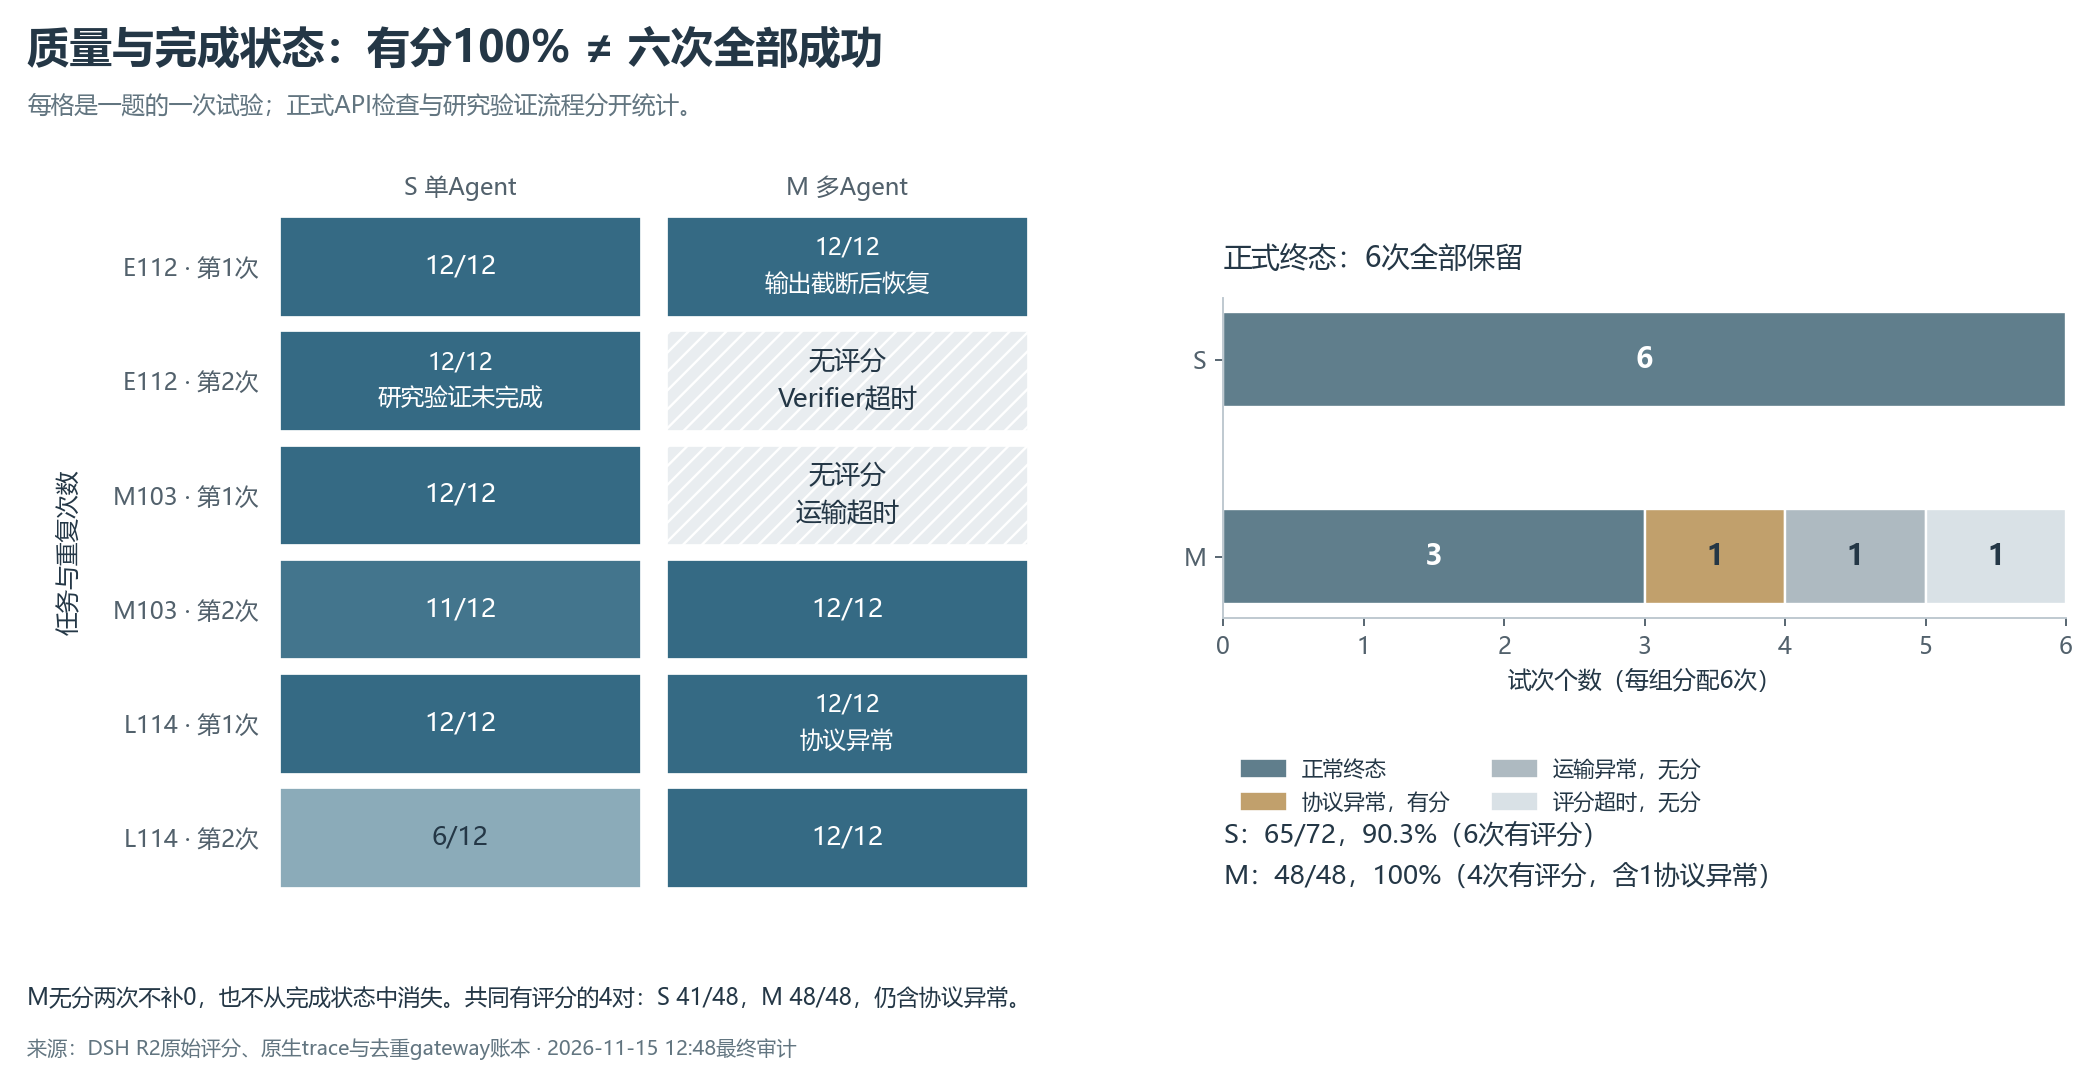 质量与完成状态：有分100% ≠ 六次全部成功
每格是一题的一次试验；正式API检查与研究验证流程分开统计。
S 单Agent
M 多Agent
任务与重复次数
E112 · 第1次
12/12
12/12
输出截断后恢复
E112 · 第2次
12/12
研究验证未完成
无评分
Verifier超时
M103 · 第1次
12/12
无评分
运输超时
M103 · 第2次
11/12
12/12
L114 · 第1次
12/12
12/12
协议异常
L114 · 第2次
6/12
12/12
正式终态：6次全部保留
S
6
M
3
1
1
1
0
1
2
3
4
5
6
试次个数（每组分配6次）
正常终态
协议异常，有分
运输异常，无分
评分超时，无分
S：65/72，90.3%（6次有评分）
M：48/48，100%（4次有评分，含1协议异常）
M无分两次不补0，也不从完成状态中消失。共同有评分的4对：S 41/48，M 48/48，仍含协议异常。
来源：DSH R2原始评分、原生trace与去重gateway账本 · 2026-11-15 12:48最终审计